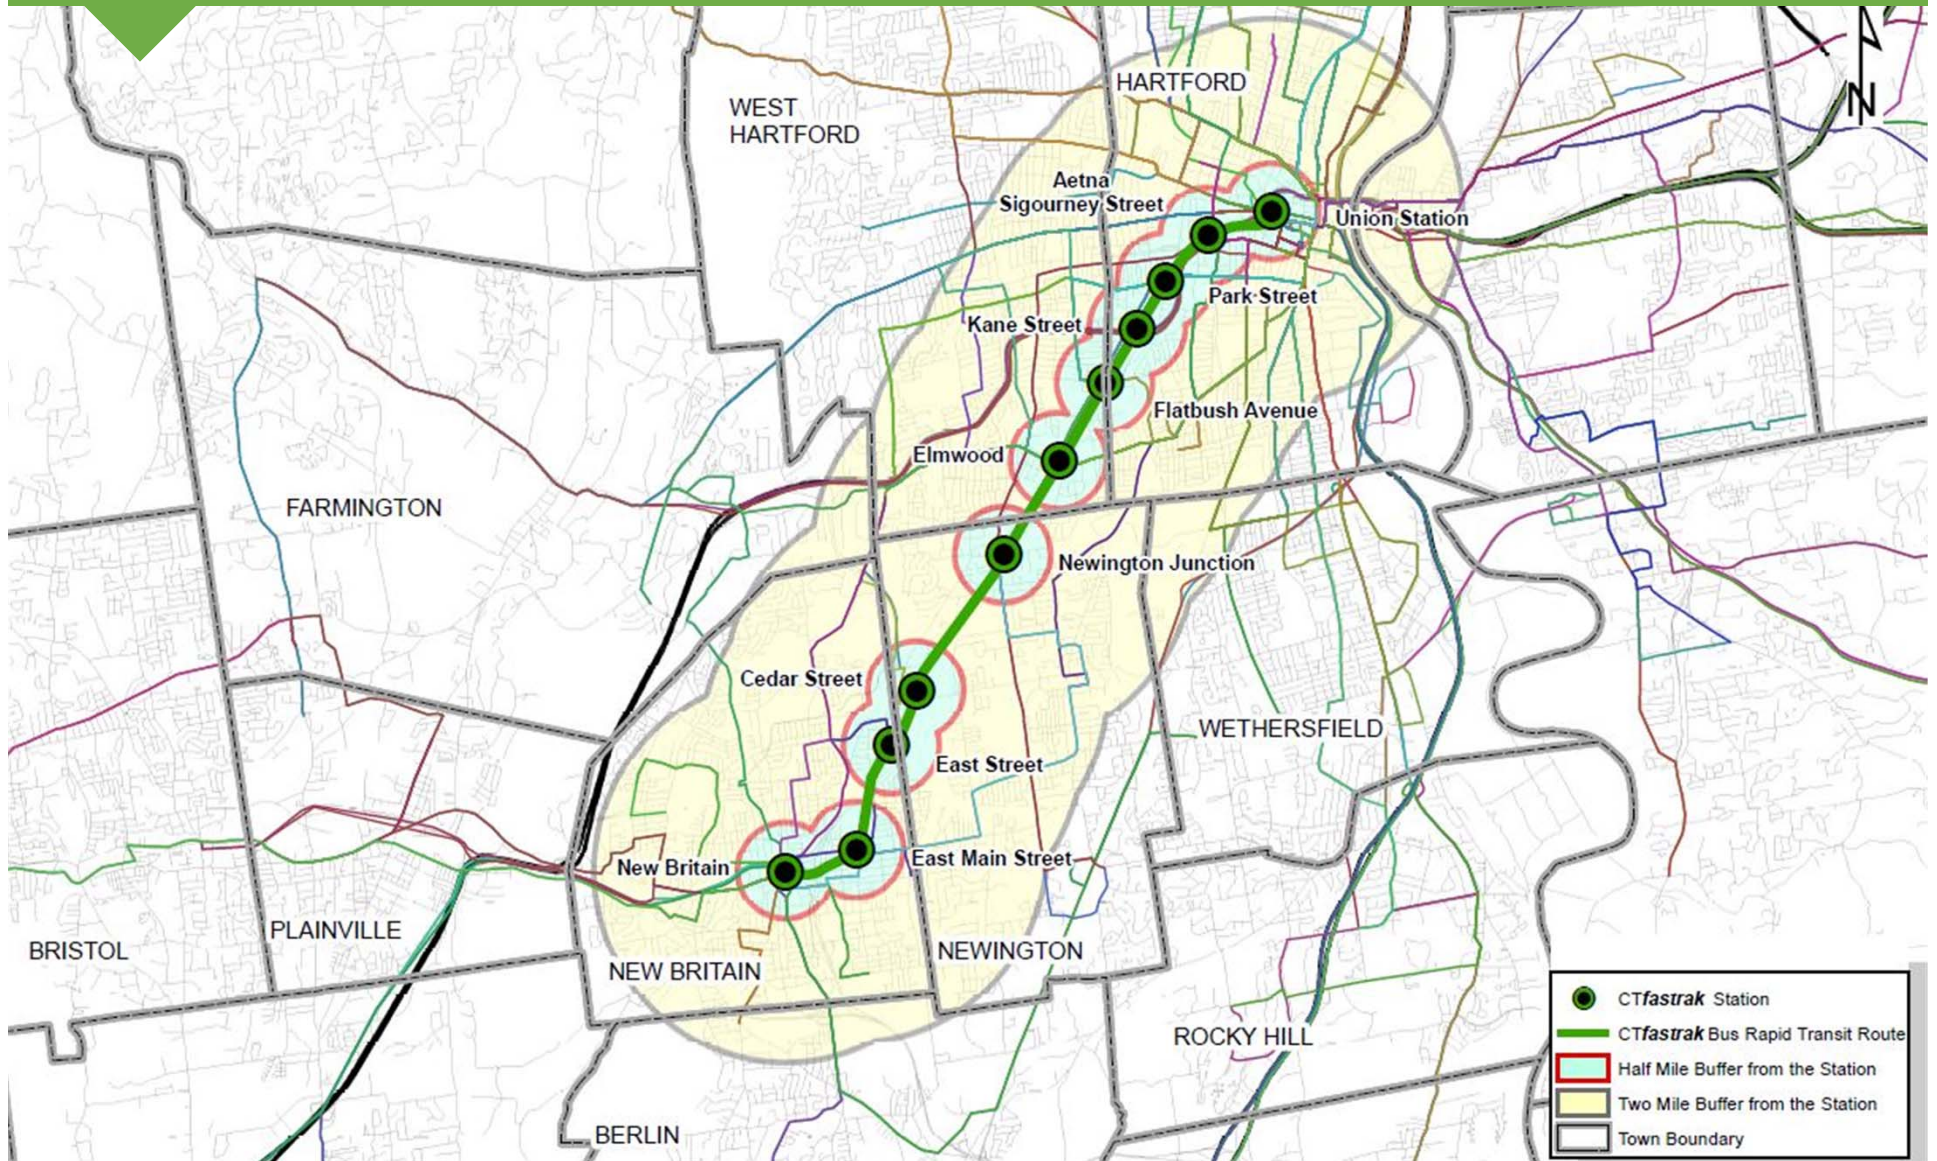 HARTFORD
WEST
HARTFORD
Aetna
Sigourney Street
Union Station
Park Street
Kane Street
Flatbush Avenue
Elmwood
FARMINGTON
Newington Junction
Cedar Street
WETHERSFIELD
East Street
New Britain
East Main Street
PLAINVILLE
BRISTOL
NEW BRITAIN
NEWINGTON
ROCKY HILL
BERLIN
N
CTfastrak Station
CTfastrak Bus Rapid Transit Route
Half Mile Buffer from the Station
Two Mile Buffer from the Station
Town Boundary